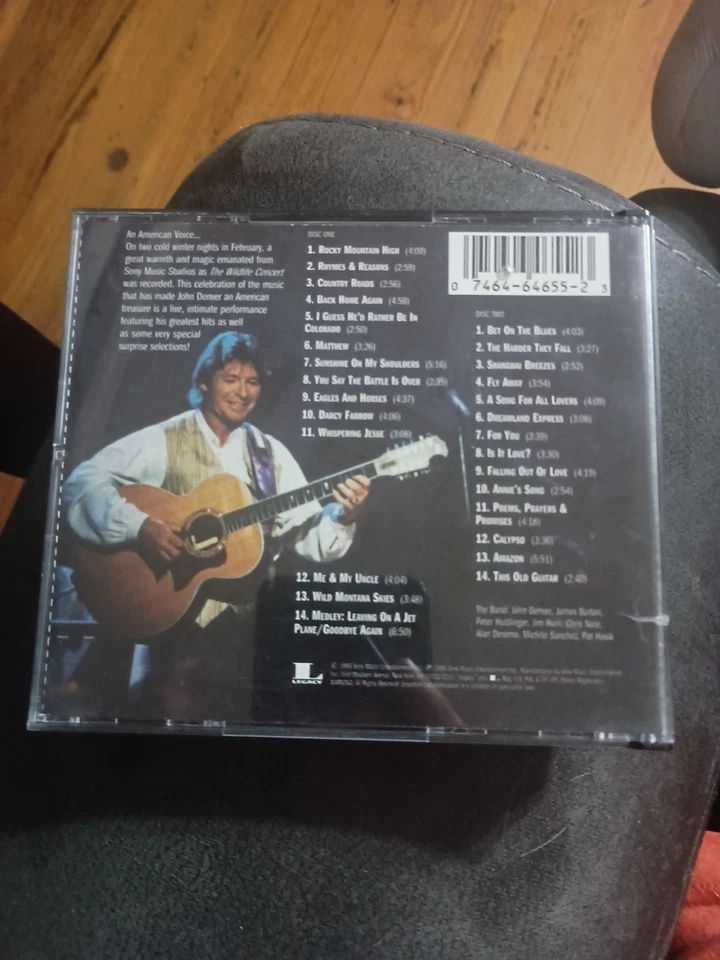 An American Voice...
On two cold winter nights in February, a
great warmth and magic emanated from
Sony Music Studios as The Wildlife Concert
was recorded. This celebration of the music
that has made John Denver an American
treasure is a live, intimate performance
featuring his greatest hits as well
as some very special
surprise selections!
DISC ONE
1. ROCKY MOUNTAIN HIGH (4:09)
2. RHYMES & REASONS (2:59)
3. COUNTRY ROADS (2:56)
4. BACK HOME AGAIN (4:58)
5. I GUESS HE'D RATHER BE IN
COLORADO (2:50)
6. MATTHEW (3:26)
7. SUNSHINE ON MY SHOULDERS (5:16)
8. YOU SAY THE BATTLE IS OVER
9. EAGLES AND HORSES (4:37)
10. DARCY FARROW (4:06)
11. WHISPERING JESSE (3:08)
12. ME & MY UNCLE (4:04)
13. WILD MONTANA SKIES (3:48)
14. MEDLEY: LEAVING ON A JET
PLANE/GOODBYE AGAIN (6:50)
0 7464-64655-2 3
DISC TWO
1. BET ON THE BLUES (4:03)
2. THE HARDER THEY FALL (3:27)
3. SHANGHAI BREEZES (2:52)
4. FLY AWAY (3:54)
5. A SONG FOR ALL LOVERS (4:09)
6. DREAMLAND EXPRESS (3:06)
7. FOR YOU (3:39)
8. IS IT LOVE? (3:30)
9. FALLING OUT OF LOVE (4:19)
10. ANNIE'S SONG (2:54)
11. POEMS, PRAYERS &
PROMISES (4:18)
12. CALYPSO (3:36)
13. AMAZON (5:51)
14. THIS OLD GUITAR (2:40)
The Band: John Denver, James Burton,
Peter Huttlinger, Jim Horn, Chris Nole,
Alan Deremo, Michito Sanchez, Pat Hawk
L
LEGACY